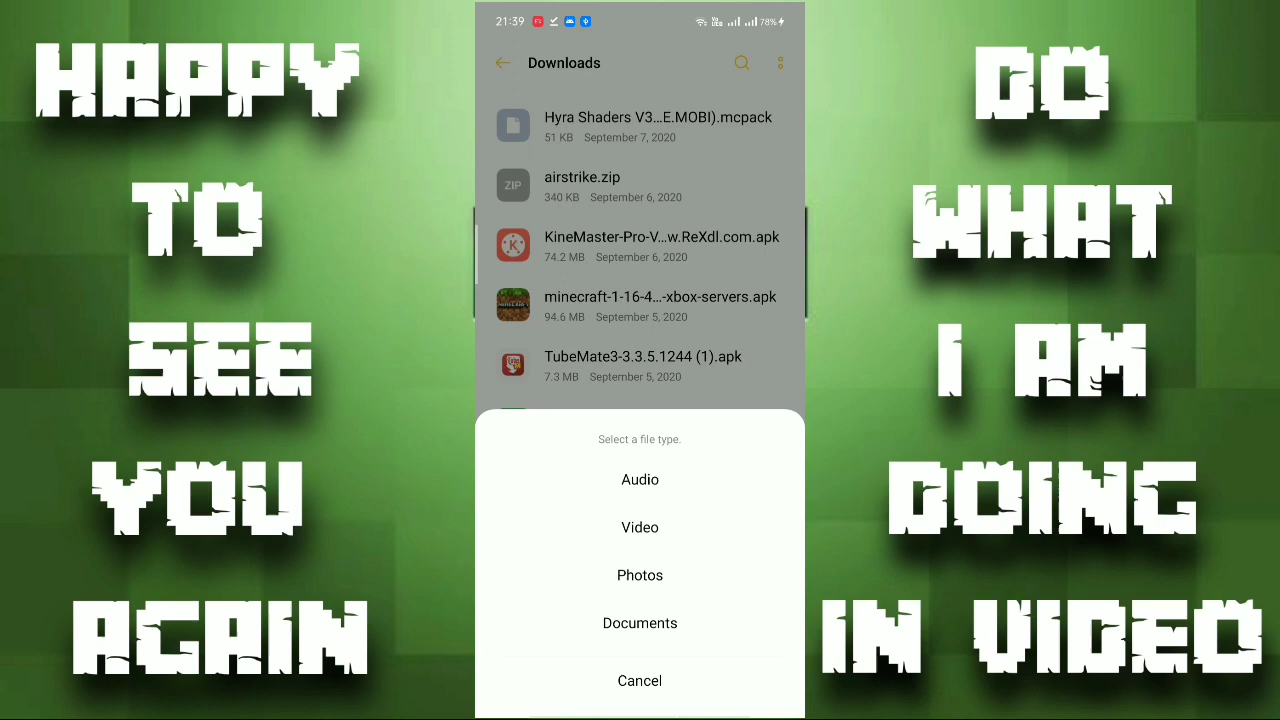 HAPPY
TO
SEE
YOU
AGAIN
21:39
78%
Downloads
Hyra Shaders V3...E.MOBI).mcpack
51 KB September 7, 2020
ZIP
airstrike.zip
340 KB September 6, 2020
K
KineMaster-Pro-V...w.ReXdl.com.apk
74.2 MB September 6, 2020
minecraft-1-16-4...-xbox-servers.apk
94.6 MB September 5, 2020
TubeMate3-3.3.5.1244 (1).apk
7.3 MB September 5, 2020
Select a file type.
Audio
Video
Photos
Documents
Cancel
DO
WHAT
I AM
DOING
IN VIDEO